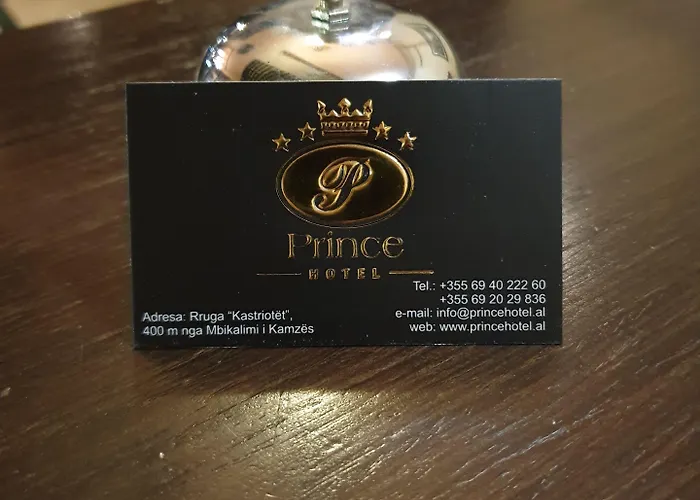 P
Prince
HOTEL
Tel.: +355 69 40 222 60
+355 69 20 29 836
e-mail: info@princehotel.al
web: www.princehotel.al
Adresa: Rruga "Kastriotët",
400 m nga Mbikalimi i Kamzës